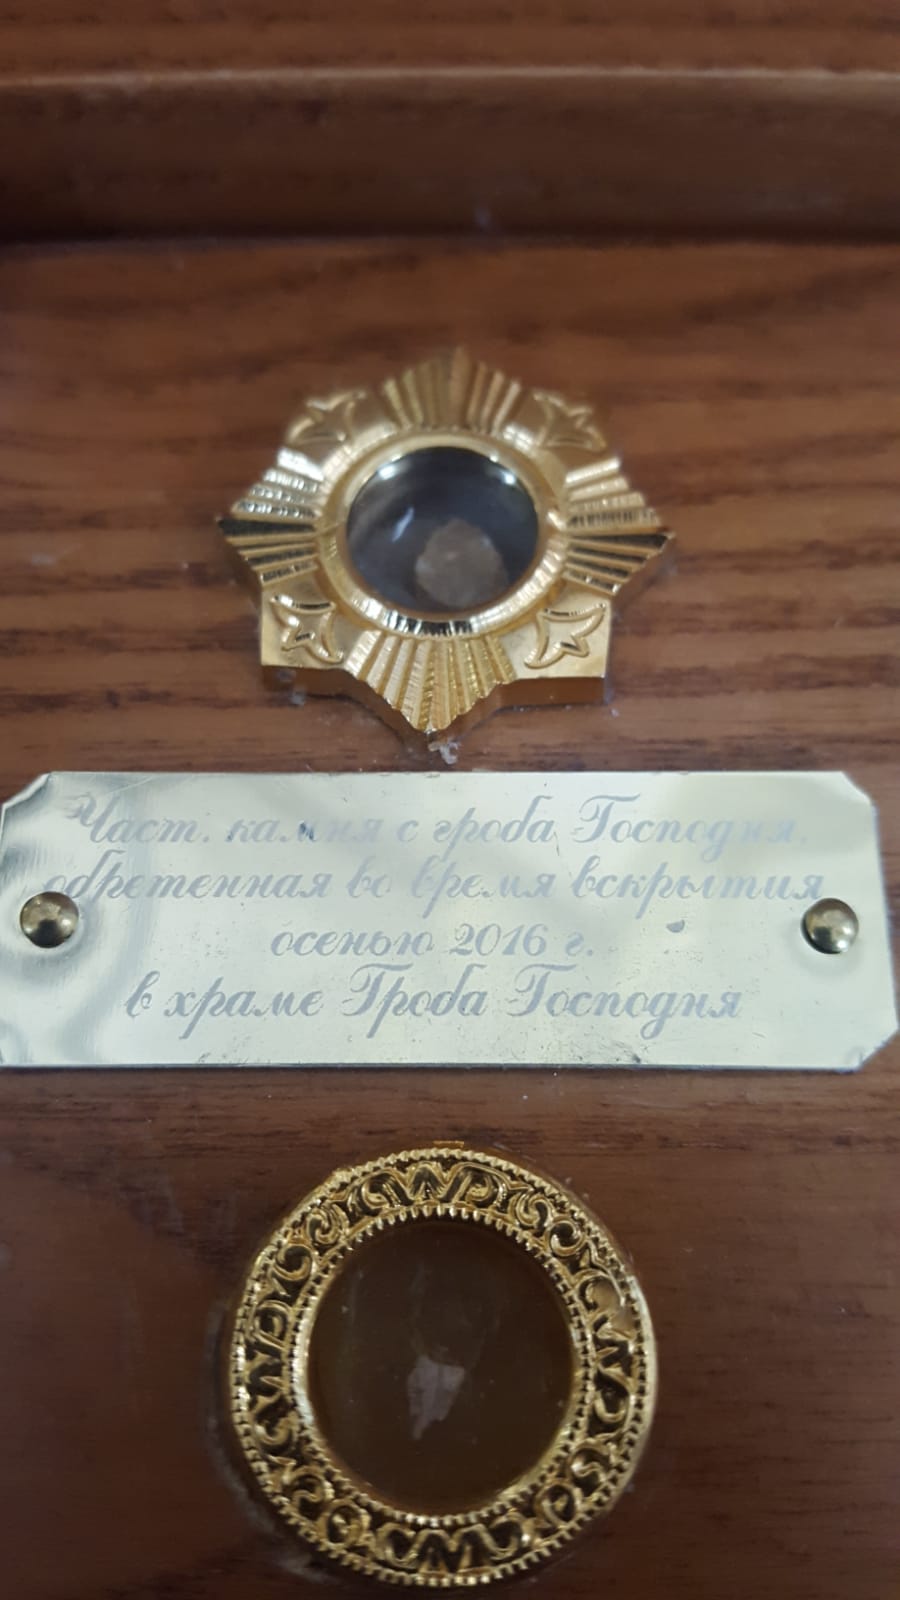 Част. камня с гроба Господня,
обретенная во время вскрытия
осенью 2016 г.
в храме Гроба Господня